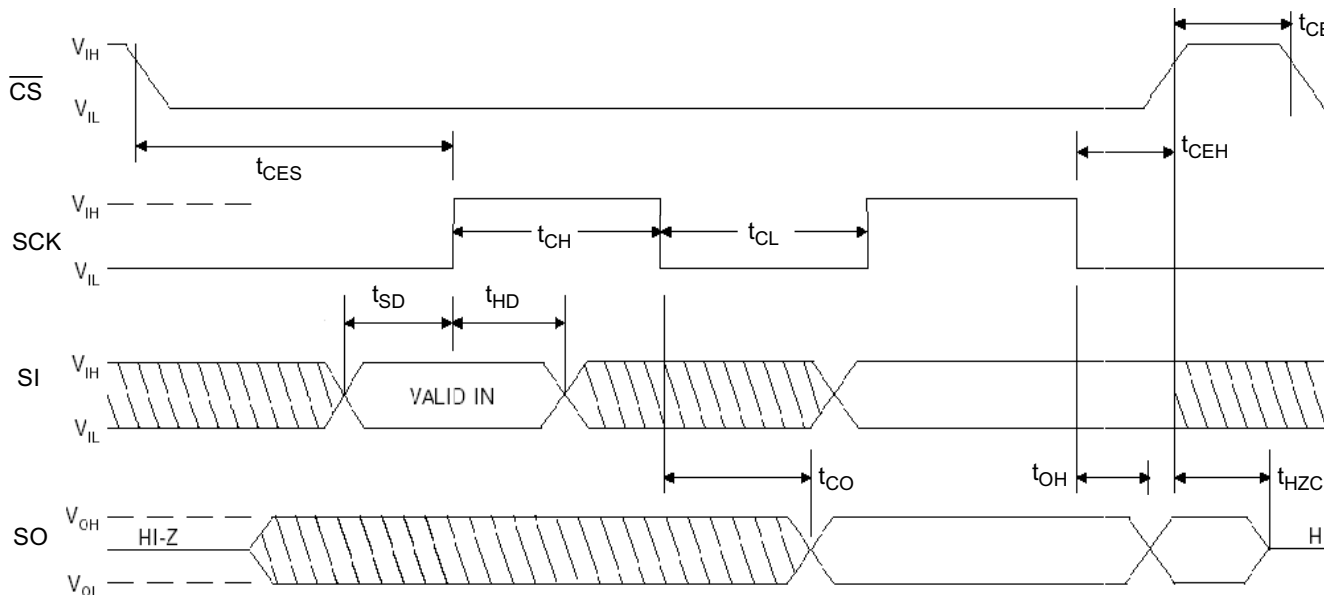 V_IH
t_CE
CS
V_IL
t_CES
t_CEH
V_IH
SCK
t_CH
t_CL
V_IL
t_SD
t_HD
V_IH
SI
VALID IN
V_IL
t_CO
t_OH
t_HZC
V_OH
SO
HI-Z
H
V_OL